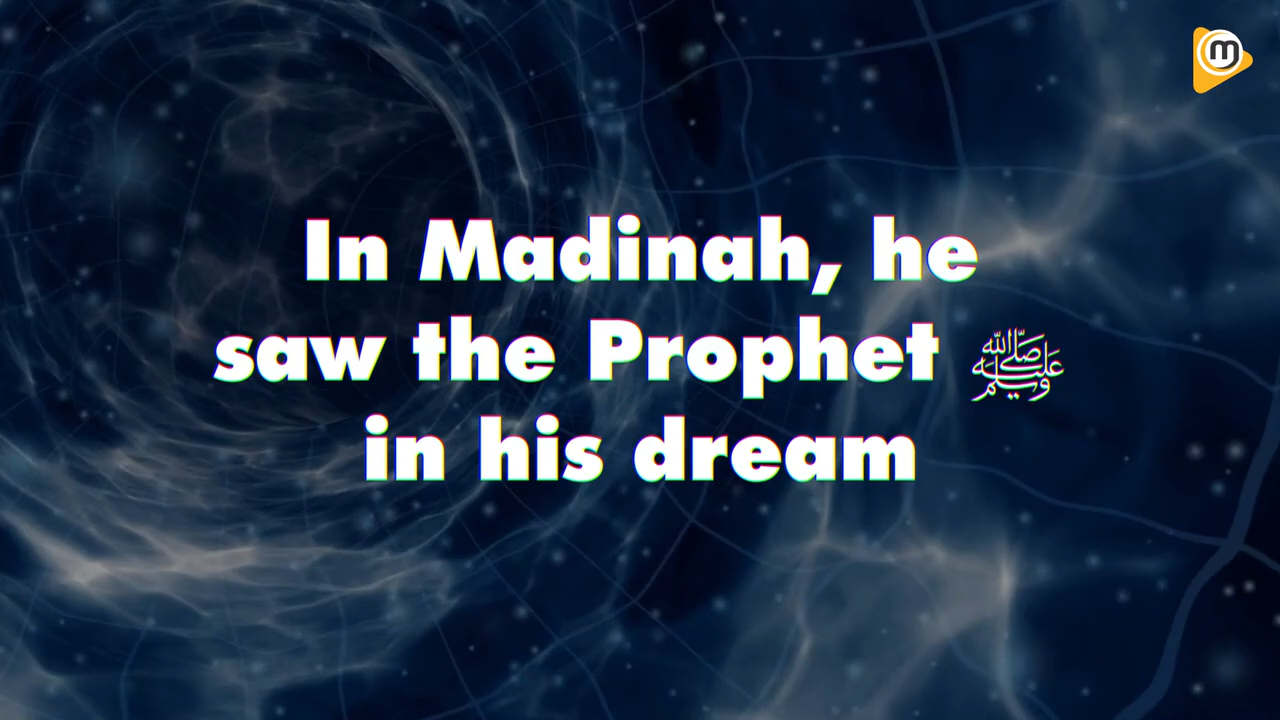 In Madinah, he
saw the Prophet ﷺ
in his dream
m